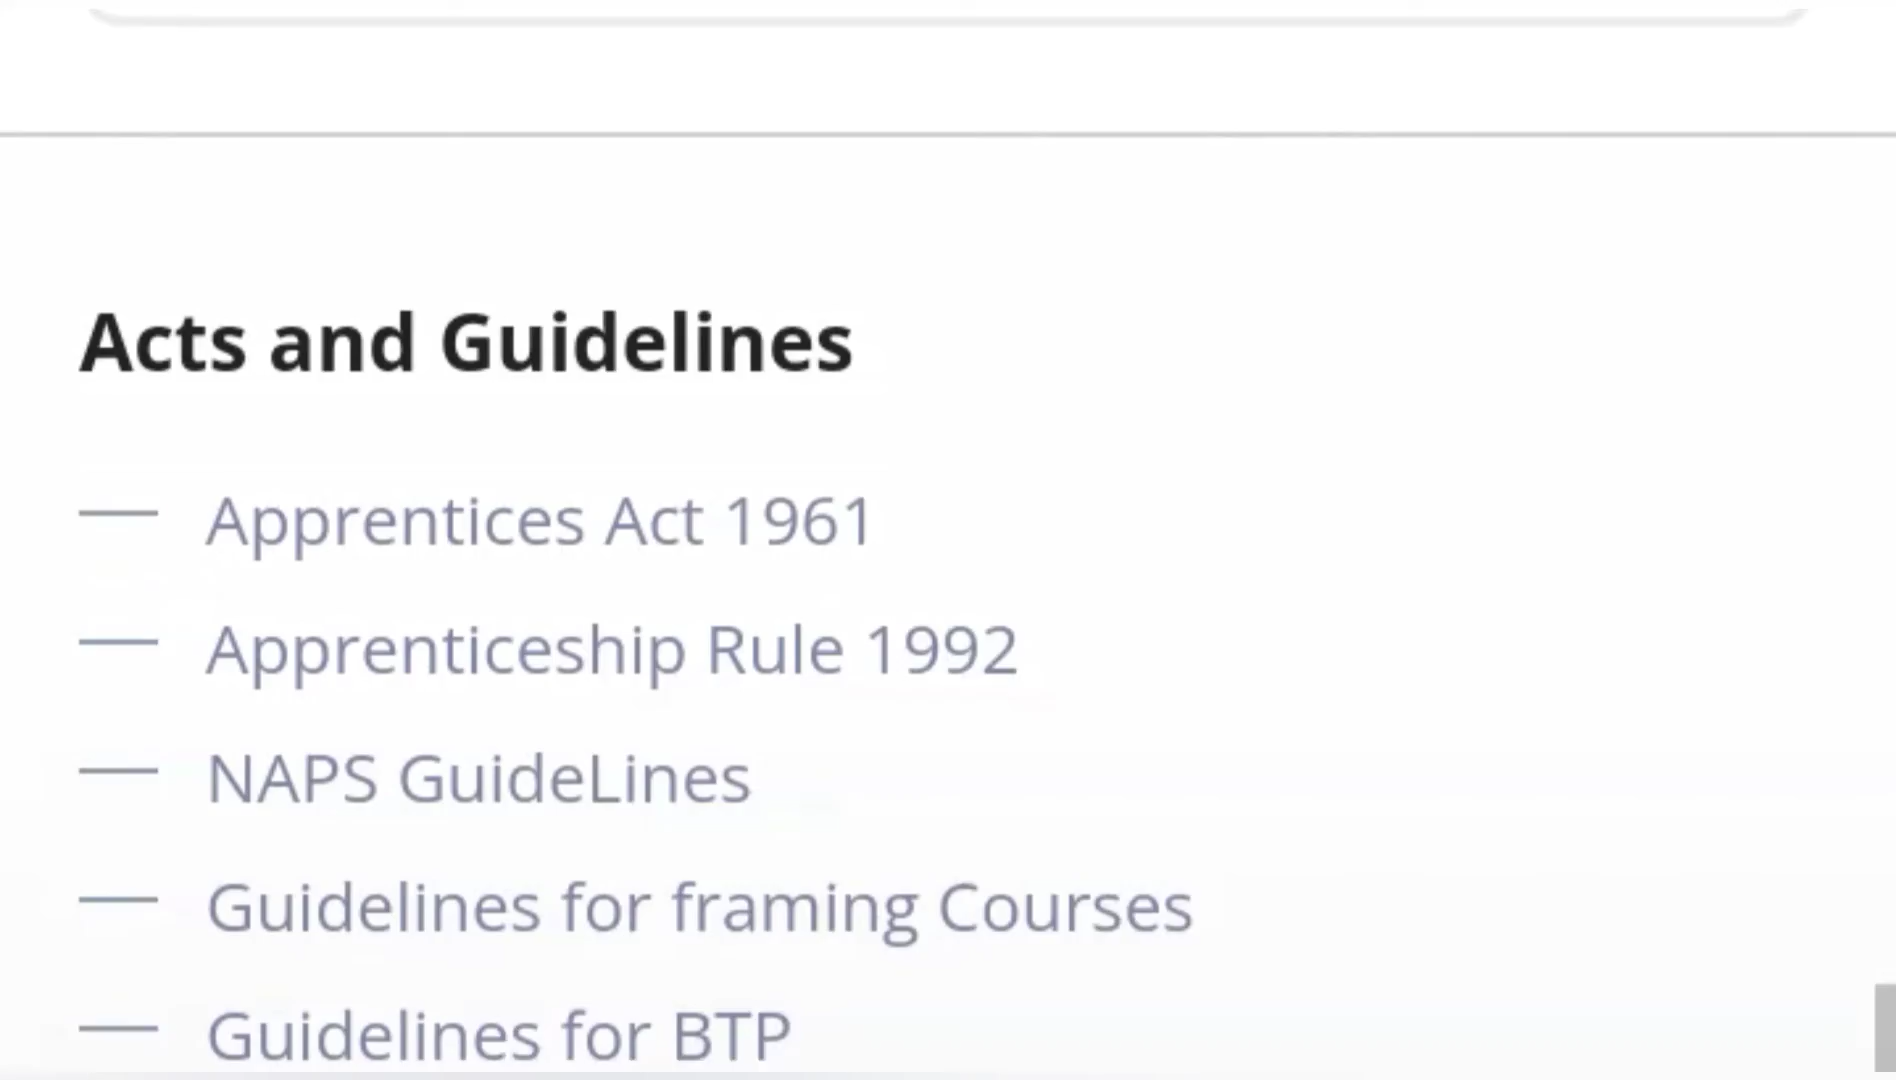 Acts and Guidelines
Apprentices Act 1961
Apprenticeship Rule 1992
NAPS GuideLines
Guidelines for framing Courses
Guidelines for BTP